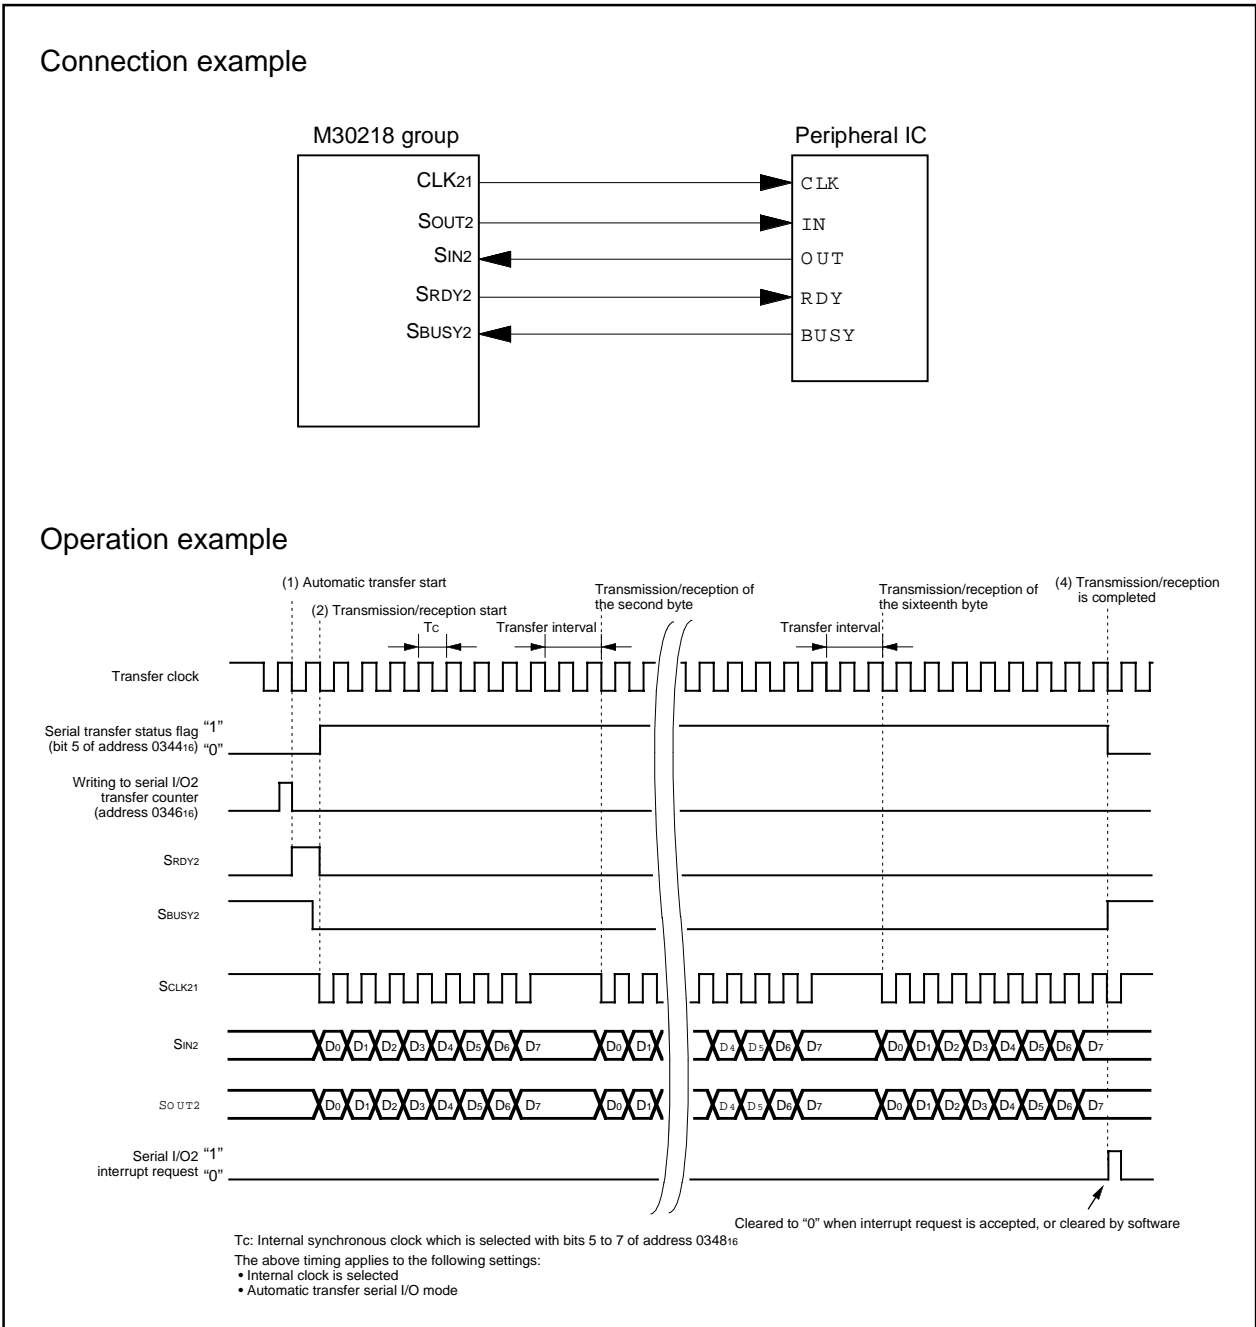 Connection example
M30218 group
Peripheral IC
CLK21
CLK
SOUT2
IN
SIN2
OUT
SRDY2
RDY
SBUSY2
BUSY
Operation example
(1) Automatic transfer start
(2) Transmission/reception start
Tc
Transfer interval
Transmission/reception of
the second byte
Transfer interval
Transmission/reception of
the sixteenth byte
(4) Transmission/reception
is completed
Transfer clock
Serial transfer status flag “1”
(bit 5 of address 034416) “0”
Writing to serial I/O2
transfer counter
(address 034616)
SRDY2
SBUSY2
SCLK21
SIN2
D0 D1 D2 D3 D4 D5 D6 D7 D0 D1 D4 D5 D6 D7 D0 D1 D2 D3 D4 D5 D6 D7
SOUT2
D0 D1 D2 D3 D4 D5 D6 D7 D0 D1 D4 D5 D6 D7 D0 D1 D2 D3 D4 D5 D6 D7
Serial I/O2 “1”
interrupt request “0”
Cleared to “0” when interrupt request is accepted, or cleared by software
Tc: Internal synchronous clock which is selected with bits 5 to 7 of address 034816
The above timing applies to the following settings:
• Internal clock is selected
• Automatic transfer serial I/O mode